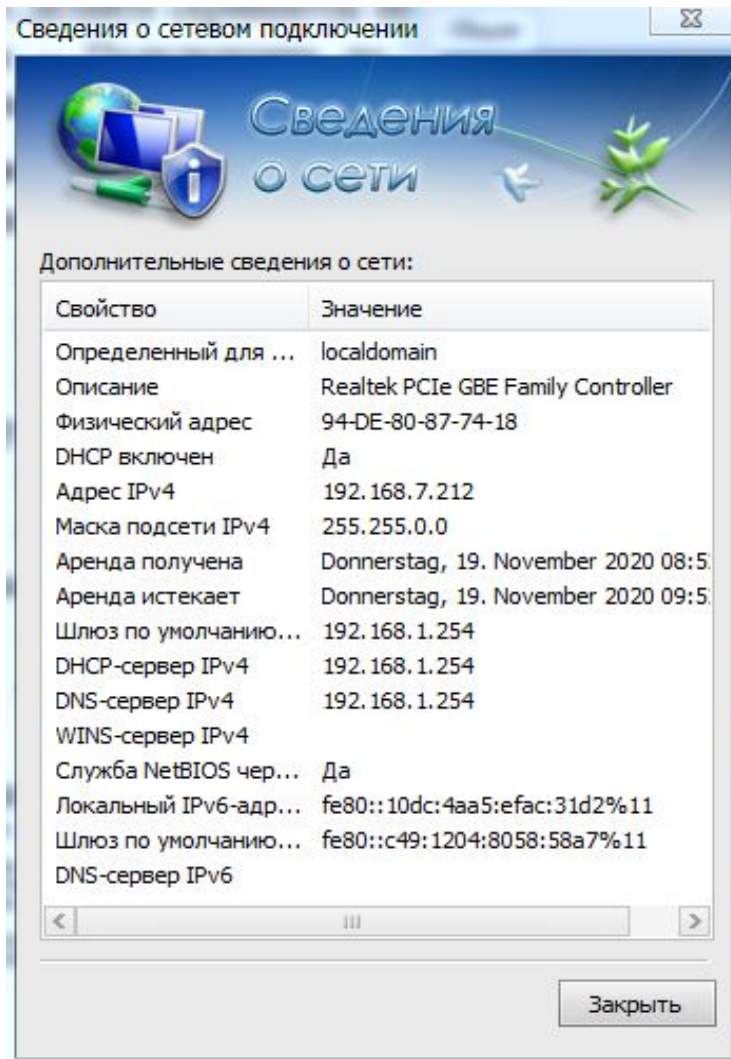 Сведения о сетевом подключении
Сведения
о сети
Дополнительные сведения о сети:
Свойство Значение
Определенный для ... localdomain
Описание Realtek PCIe GBE Family Controller
Физический адрес 94-DE-80-87-74-18
DHCP включен Да
Адрес IPv4 192.168.7.212
Маска подсети IPv4 255.255.0.0
Аренда получена Donnerstag, 19. November 2020 08:5
Аренда истекает Donnerstag, 19. November 2020 09:5
Шлюз по умолчанию... 192.168.1.254
DHCP-сервер IPv4 192.168.1.254
DNS-сервер IPv4 192.168.1.254
WINS-сервер IPv4
Служба NetBIOS чер... Да
Локальный IPv6-адр... fe80::10dc:4aa5:efac:31d2%11
Шлюз по умолчанию... fe80::c49:1204:8058:58a7%11
DNS-сервер IPv6
Закрыть